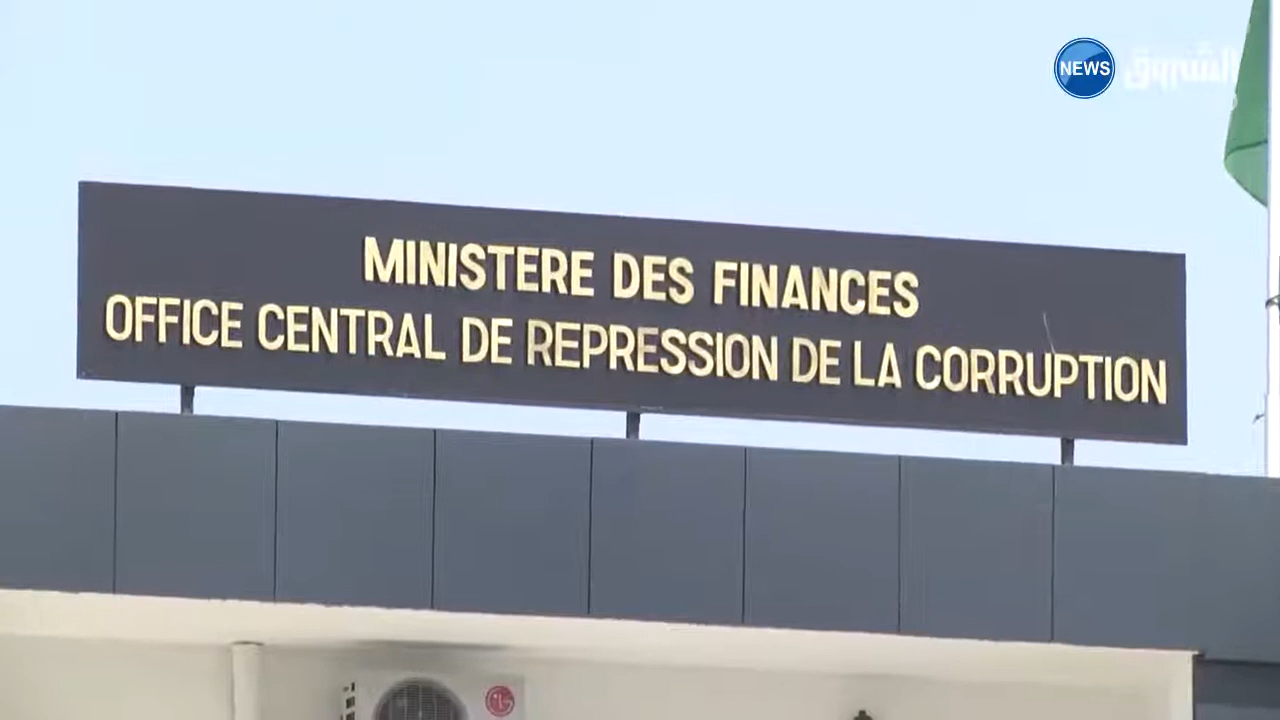 NEWS الشروق
MINISTERE DES FINANCES
OFFICE CENTRAL DE REPRESSION DE LA CORRUPTION
LG